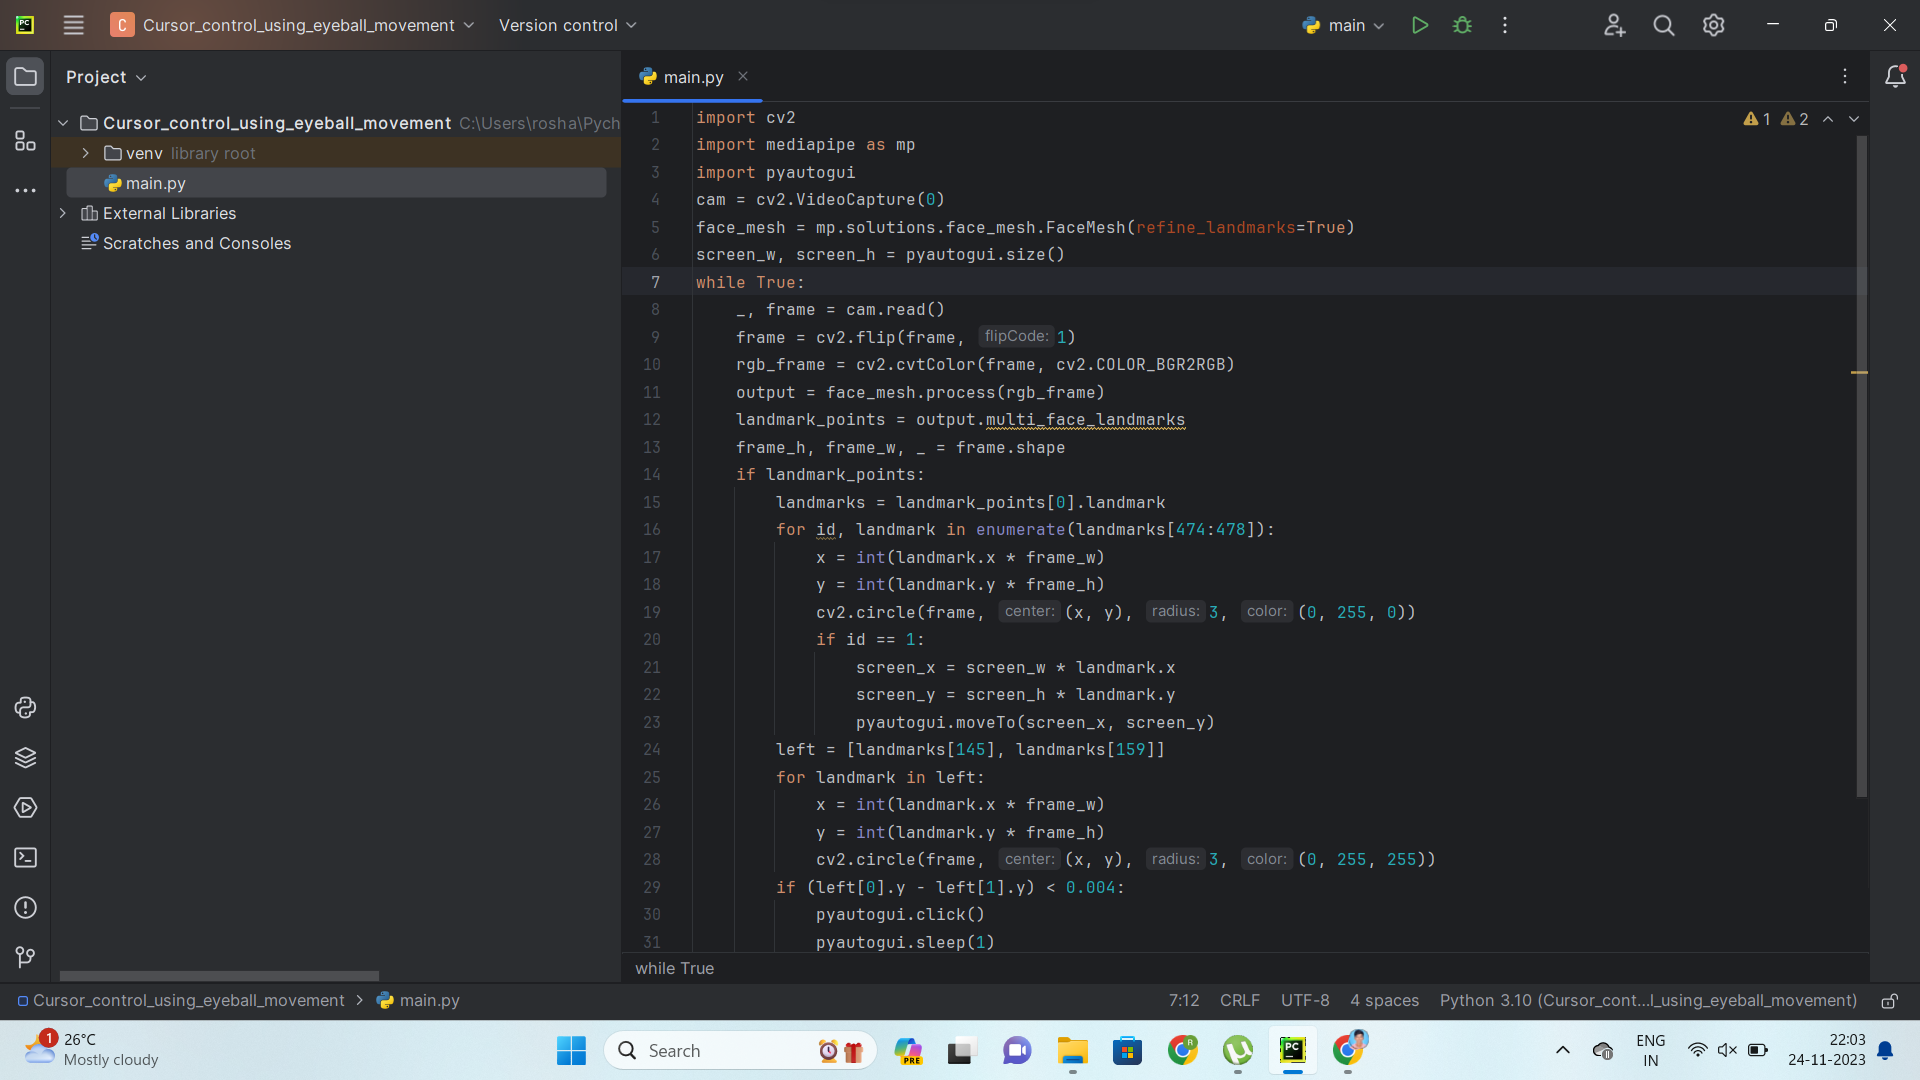 PC
C
Cursor_control_using_eyeball_movement
Version control
main
Project
main.py
Cursor_control_using_eyeball_movement C:\Users\rosha\Pych
venv library root
main.py
External Libraries
Scratches and Consoles
1 2
1 import cv2
2 import mediapipe as mp
3 import pyautogui
4 cam = cv2.VideoCapture(0)
5 face_mesh = mp.solutions.face_mesh.FaceMesh(refine_landmarks=True)
6 screen_w, screen_h = pyautogui.size()
7 while True:
8     _, frame = cam.read()
9     frame = cv2.flip(frame, flipCode: 1)
10     rgb_frame = cv2.cvtColor(frame, cv2.COLOR_BGR2RGB)
11     output = face_mesh.process(rgb_frame)
12     landmark_points = output.multi_face_landmarks
13     frame_h, frame_w, _ = frame.shape
14     if landmark_points:
15         landmarks = landmark_points[0].landmark
16         for id, landmark in enumerate(landmarks[474:478]):
17             x = int(landmark.x * frame_w)
18             y = int(landmark.y * frame_h)
19             cv2.circle(frame, center: (x, y), radius: 3, color: (0, 255, 0))
20             if id == 1:
21                 screen_x = screen_w * landmark.x
22                 screen_y = screen_h * landmark.y
23                 pyautogui.moveTo(screen_x, screen_y)
24         left = [landmarks[145], landmarks[159]]
25         for landmark in left:
26             x = int(landmark.x * frame_w)
27             y = int(landmark.y * frame_h)
28             cv2.circle(frame, center: (x, y), radius: 3, color: (0, 255, 255))
29         if (left[0].y - left[1].y) < 0.004:
30             pyautogui.click()
31             pyautogui.sleep(1)
while True
Cursor_control_using_eyeball_movement > main.py
7:12 CRLF UTF-8 4 spaces Python 3.10 (Cursor_cont...l_using_eyeball_movement)
1
26°C
Mostly cloudy
Search
PRE
R
PC
ENG
IN
22:03
24-11-2023